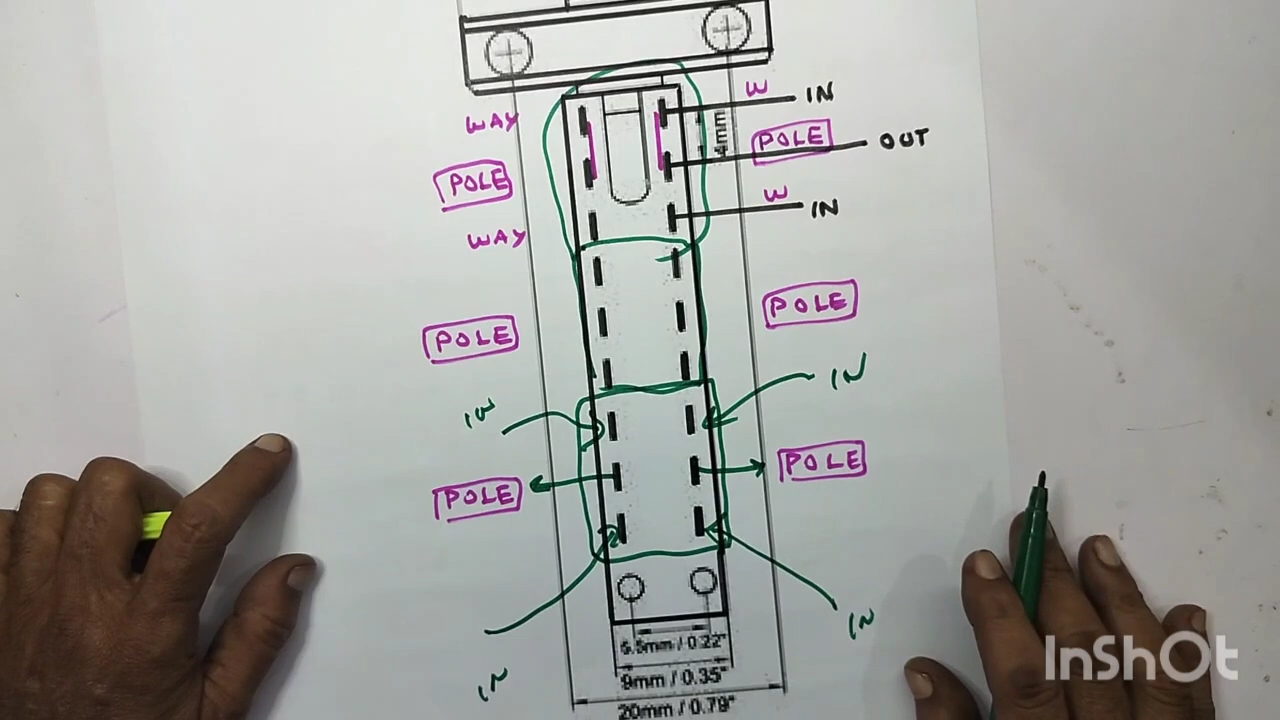 W IN
WAY
4mm
POLE OUT
POLE
W IN
WAY
POLE
POLE
IN
IN
POLE
POLE
IN
IN
5.5mm / 0.22"
9mm / 0.35"
20mm / 0.79"
InShOt